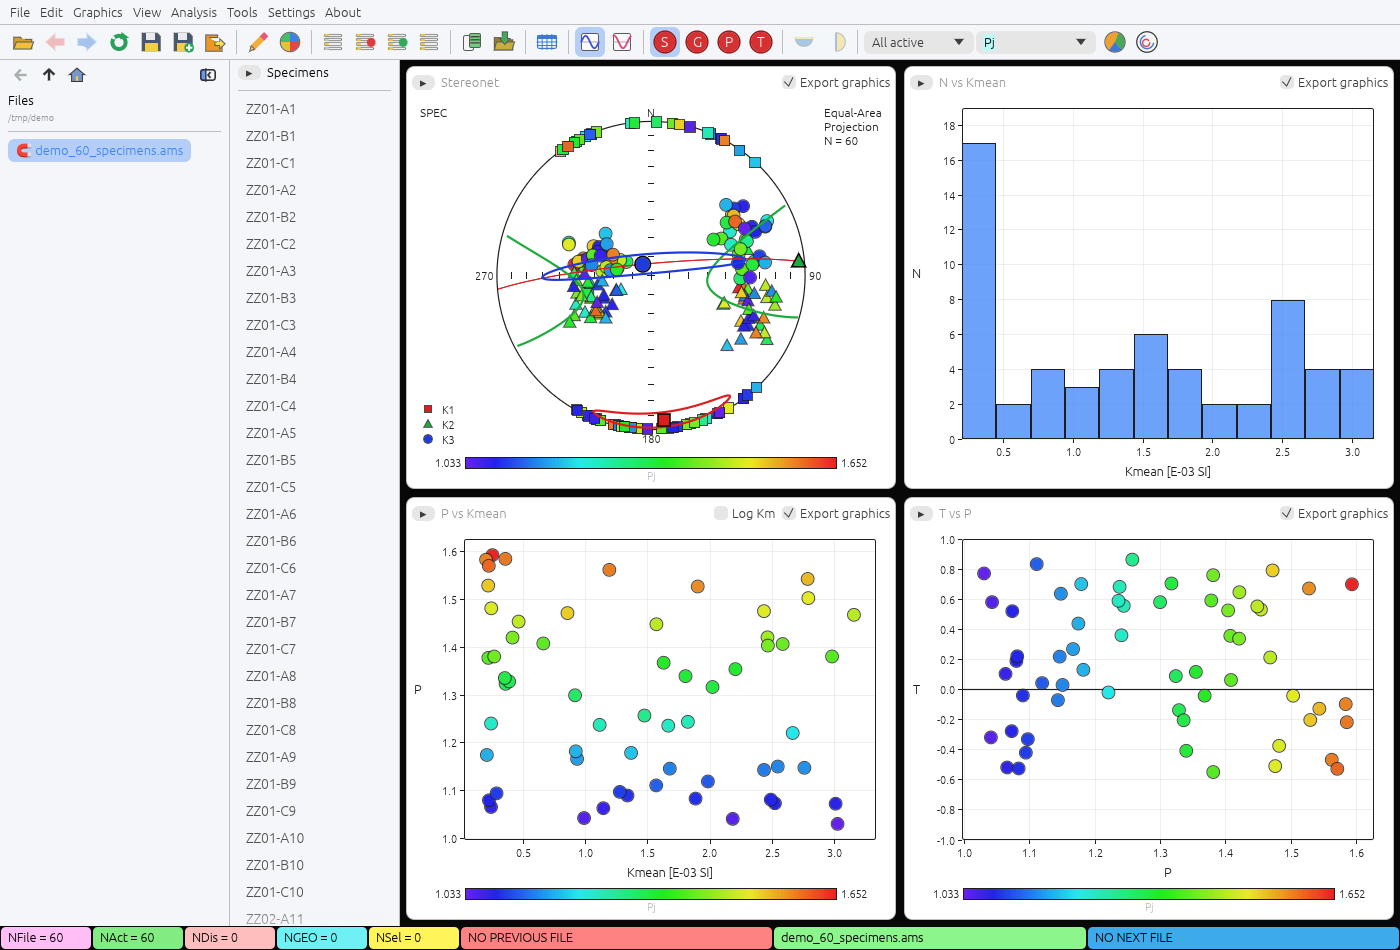 File Edit Graphics View Analysis Tools Settings About
S G P T All active Pj
Files
/tmp/demo
demo_60_specimens.ams
Specimens
ZZ01-A1
ZZ01-B1
ZZ01-C1
ZZ01-A2
ZZ01-B2
ZZ01-C2
ZZ01-A3
ZZ01-B3
ZZ01-C3
ZZ01-A4
ZZ01-B4
ZZ01-C4
ZZ01-A5
ZZ01-B5
ZZ01-C5
ZZ01-A6
ZZ01-B6
ZZ01-C6
ZZ01-A7
ZZ01-B7
ZZ01-C7
ZZ01-A8
ZZ01-B8
ZZ01-C8
ZZ01-A9
ZZ01-B9
ZZ01-C9
ZZ01-A10
ZZ01-B10
ZZ01-C10
ZZ02-A11
Stereonet Export graphics
SPEC
N
Equal-Area
Projection
N = 60
270
90
180
K1
K2
K3
1.033 1.652
Pj
N vs Kmean Export graphics
18
16
14
12
10
8
6
4
2
0
N
0.5 1.0 1.5 2.0 2.5 3.0
Kmean [E-03 SI]
P vs Kmean Log Km Export graphics
1.6
1.5
1.4
1.3
1.2
1.1
1.0
P
0.5 1.0 1.5 2.0 2.5 3.0
Kmean [E-03 SI]
1.033 1.652
Pj
T vs P Export graphics
1.0
0.8
0.6
0.4
0.2
0.0
-0.2
-0.4
-0.6
-0.8
-1.0
T
1.0 1.1 1.2 1.3 1.4 1.5 1.6
P
1.033 1.652
Pj
NFile = 60 NAct = 60 NDis = 0 NGEO = 0 NSel = 0 NO PREVIOUS FILE demo_60_specimens.ams NO NEXT FILE